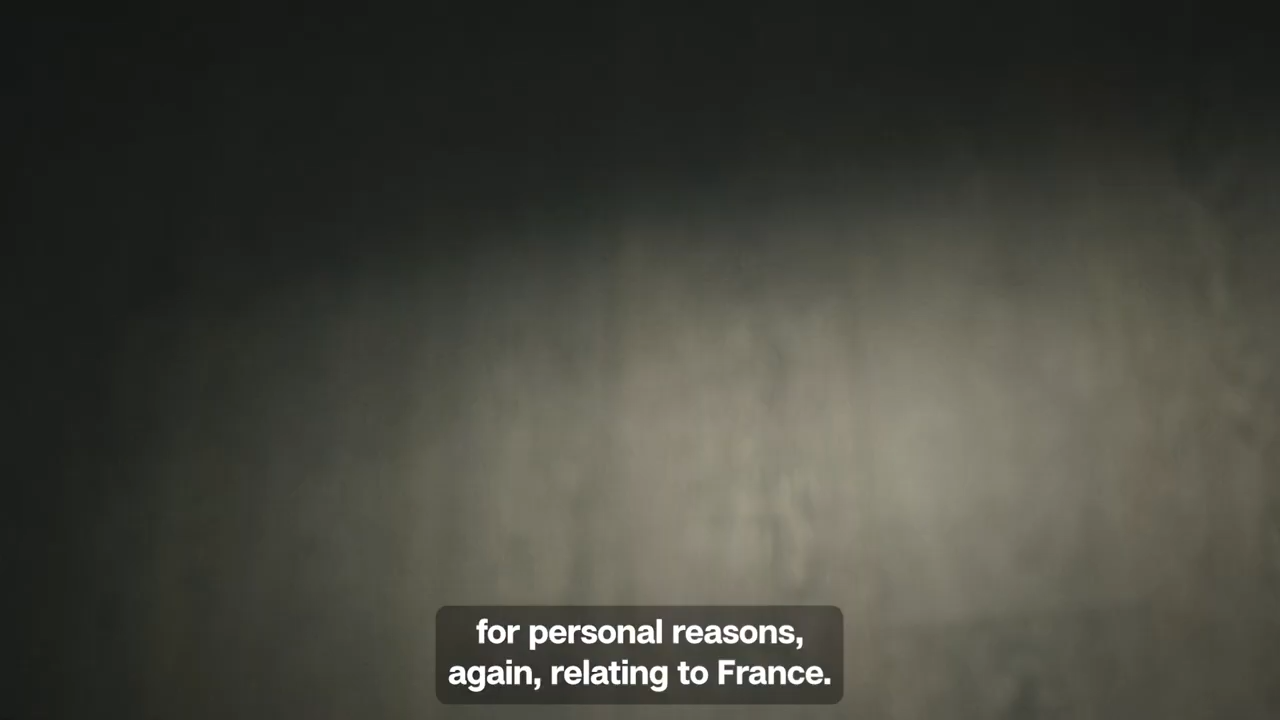 for personal reasons,
again, relating to France.